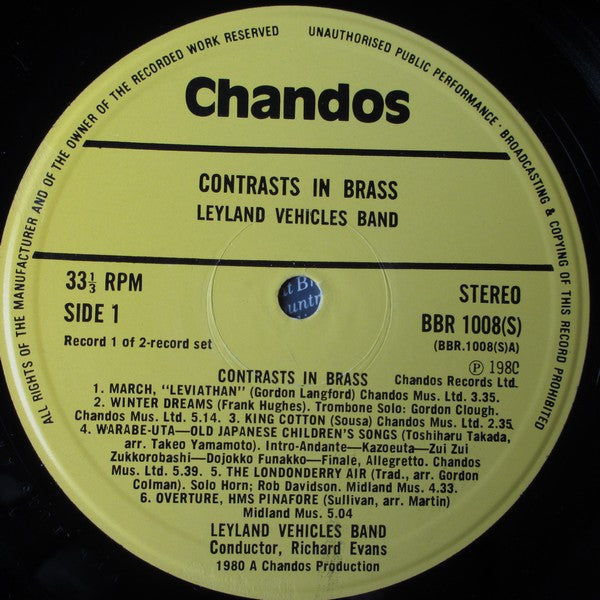 ALL RIGHTS OF THE MANUFACTURER AND OF THE OWNER OF THE RECORDED WORK RESERVED
UNAUTHORISED PUBLIC PERFORMANCE · BROADCASTING & COPYING OF THIS RECORD PROHIBITED
Chandos
CONTRASTS IN BRASS
LEYLAND VEHICLES BAND
33⅓ RPM
SIDE 1
Record 1 of 2-record set
STEREO
BBR 1008(S)
(BBR.1008(S)A)
℗ 1980
CONTRASTS IN BRASS Chandos Records Ltd.
1. MARCH, "LEVIATHAN" (Gordon Langford) Chandos Mus. Ltd. 3.35.
2. WINTER DREAMS (Frank Hughes). Trombone Solo: Gordon Clough.
Chandos Mus. Ltd. 5.14. 3. KING COTTON (Sousa) Chandos Mus. Ltd. 2.35.
4. WARABE-UTA—OLD JAPANESE CHILDREN'S SONGS (Toshiharu Takada,
arr. Takeo Yamamoto). Intro-Andante—Kazoeuta—Zui Zui
Zukkorobashi—Dojokko Funakko—Finale, Allegretto. Chandos
Mus. Ltd. 5.39. 5. THE LONDONDERRY AIR (Trad., arr. Gordon
Colman). Solo Horn; Rob Davidson. Midland Mus. 4.33.
6. OVERTURE, HMS PINAFORE (Sullivan, arr. Martin)
Midland Mus. 5.04
LEYLAND VEHICLES BAND
Conductor, Richard Evans
1980 A Chandos Production